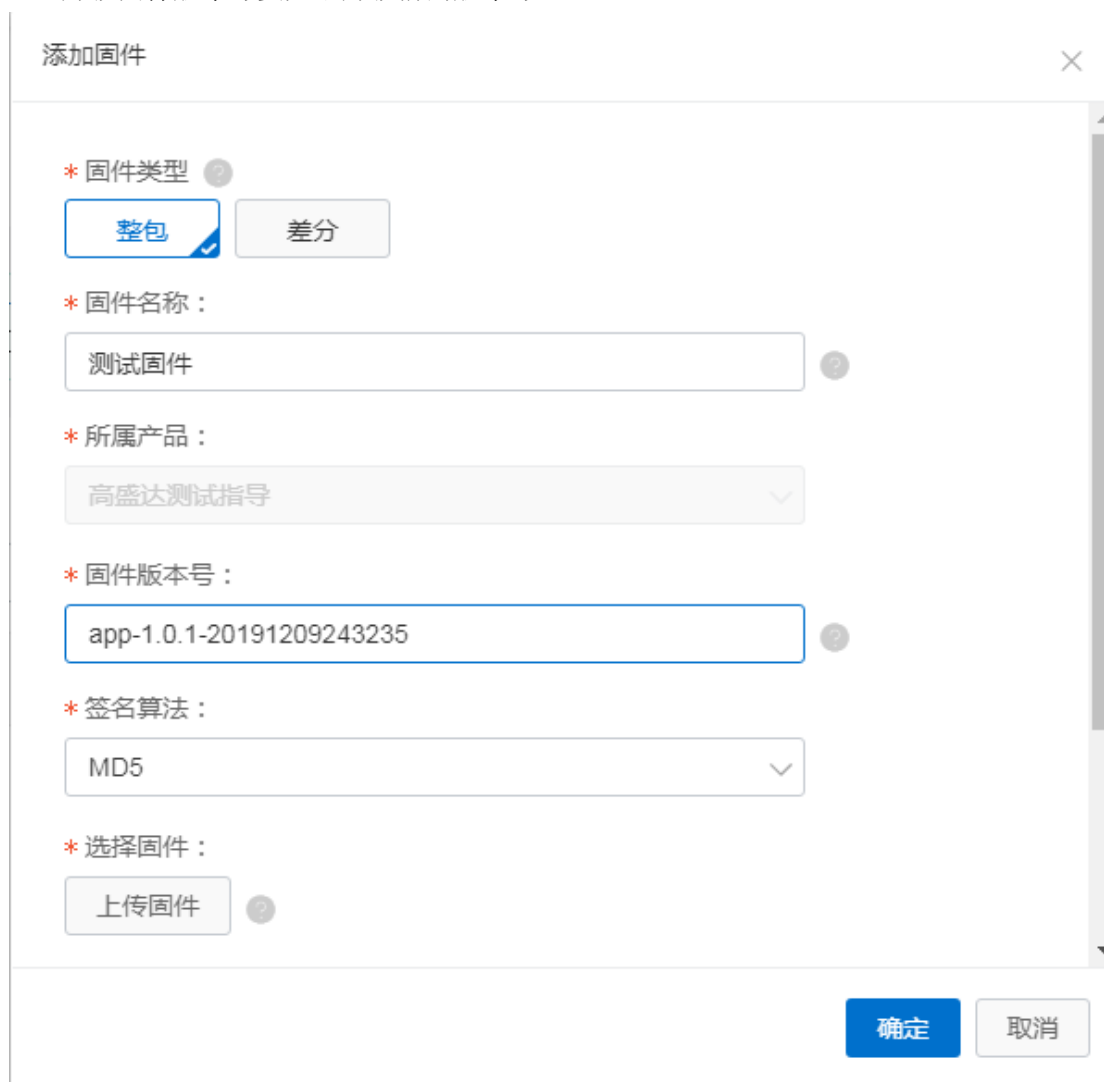 添加固件
* 固件类型 ?
整包 差分
* 固件名称：
测试固件 ?
* 所属产品：
高盛达测试指导
* 固件版本号：
app-1.0.1-20191209243235 ?
* 签名算法：
MD5
* 选择固件：
上传固件 ?
确定 取消